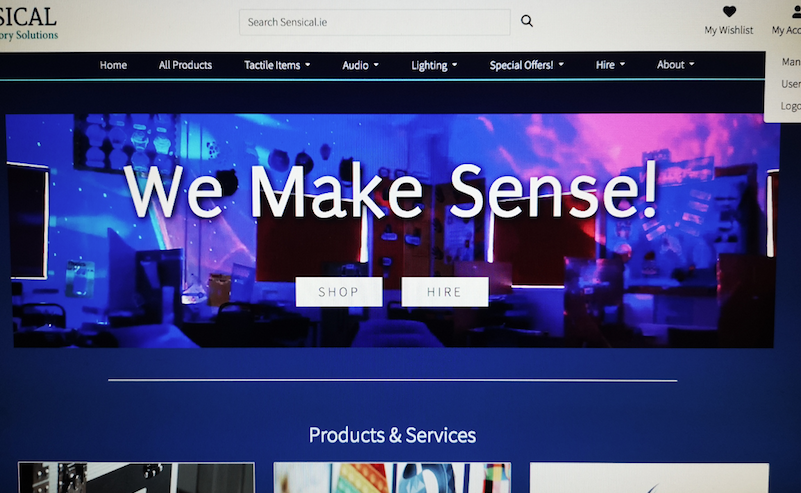 SICAL
ory Solutions
Search Sensical.ie
My Wishlist
My Acc
Home
All Products
Tactile Items
Audio
Lighting
Special Offers!
Hire
About
Man
User
Logo
We Make Sense!
SHOP
HIRE
Products & Services